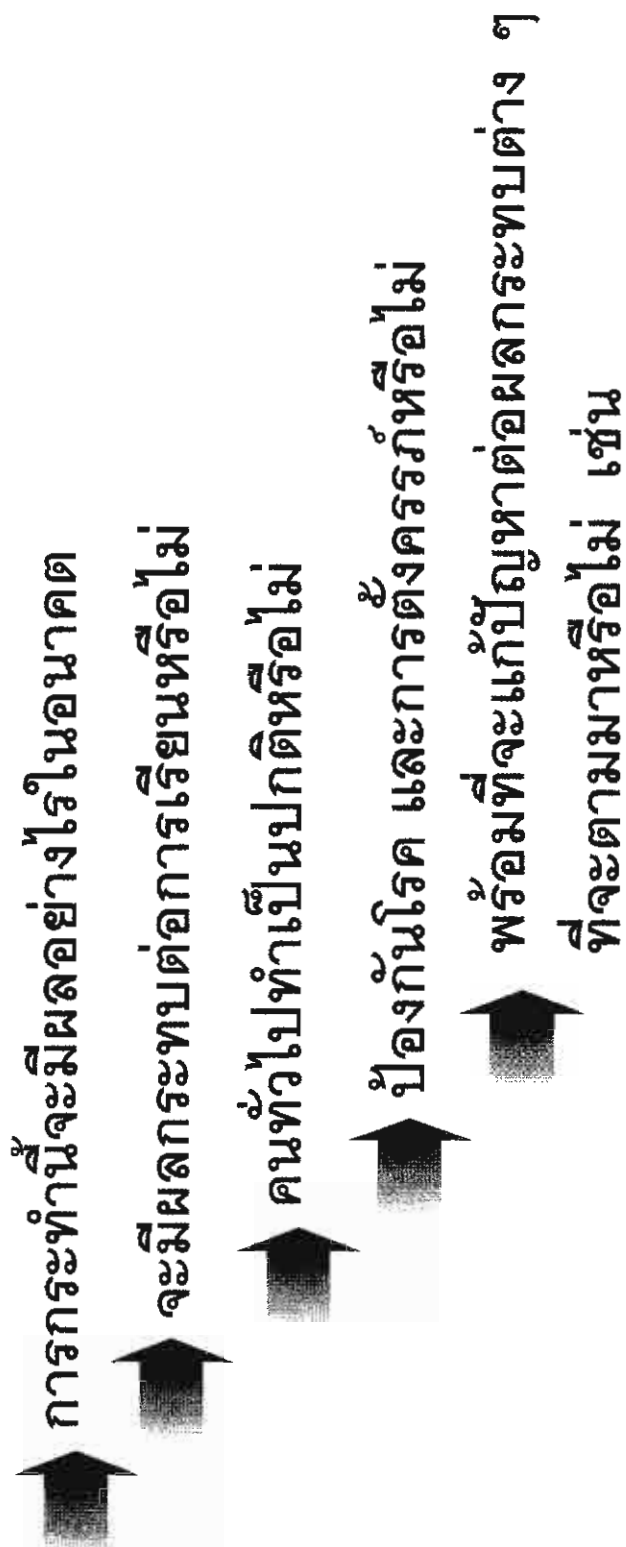 การกระทำนี้จะมีผลอย่างไรในอนาคต
จะมีผลกระทบต่อการเรียนหรือไม่
คนทั่วไปทำเป็นปกติหรือไม่
ป้องกันโรค และการตั้งครรภ์หรือไม่
พร้อมที่จะแก้ปัญหาต่อผลกระทบต่าง ๆ
ที่จะตามมาหรือไม่ เช่น